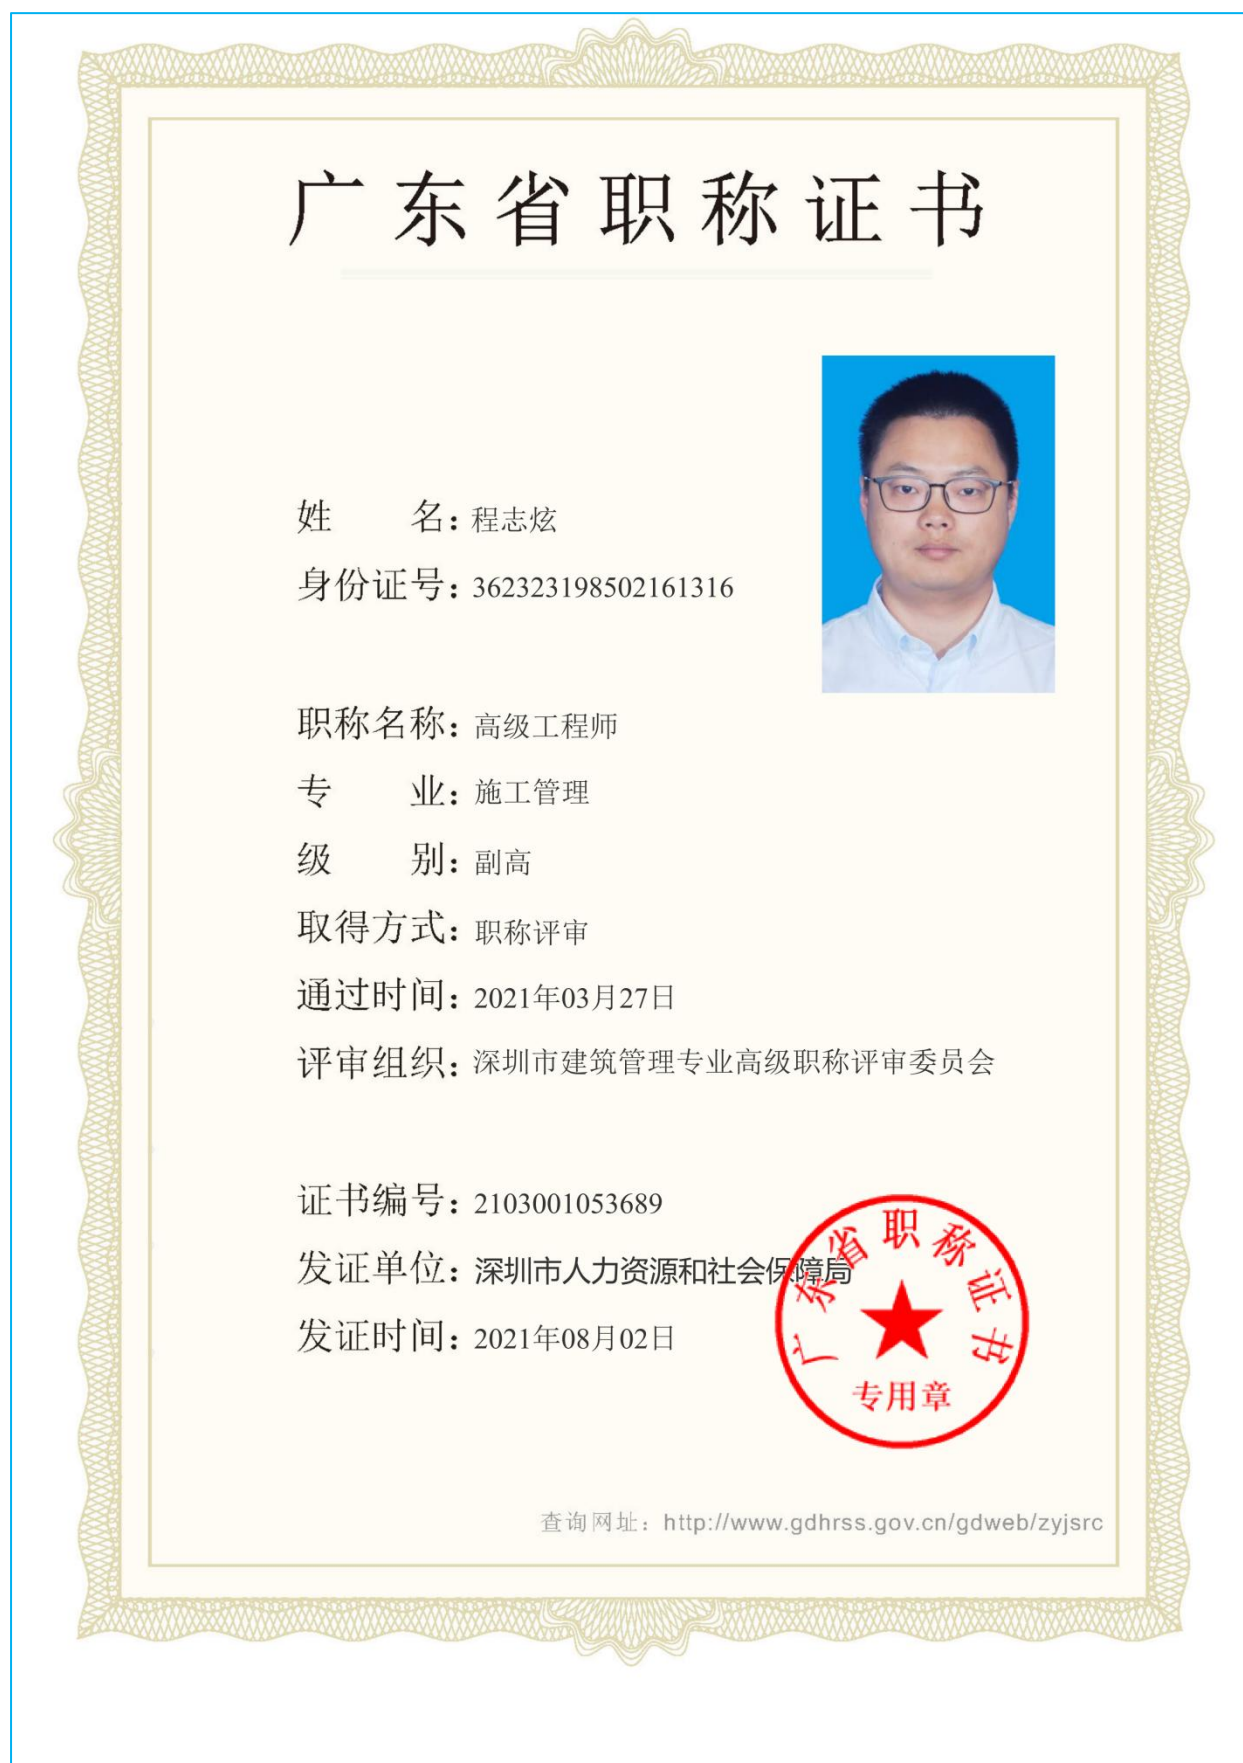 广东省职称证书
姓名：程志炫
身份证号：362323198502161316
职称名称：高级工程师
专业：施工管理
级别：副高
取得方式：职称评审
通过时间：2021年03月27日
评审组织：深圳市建筑管理专业高级职称评审委员会
证书编号：2103001053689
发证单位：深圳市人力资源和社会保障局
发证时间：2021年08月02日
广东省职称证书
专用章
查询网址：http://www.gdhrss.gov.cn/gdweb/zyjsrc